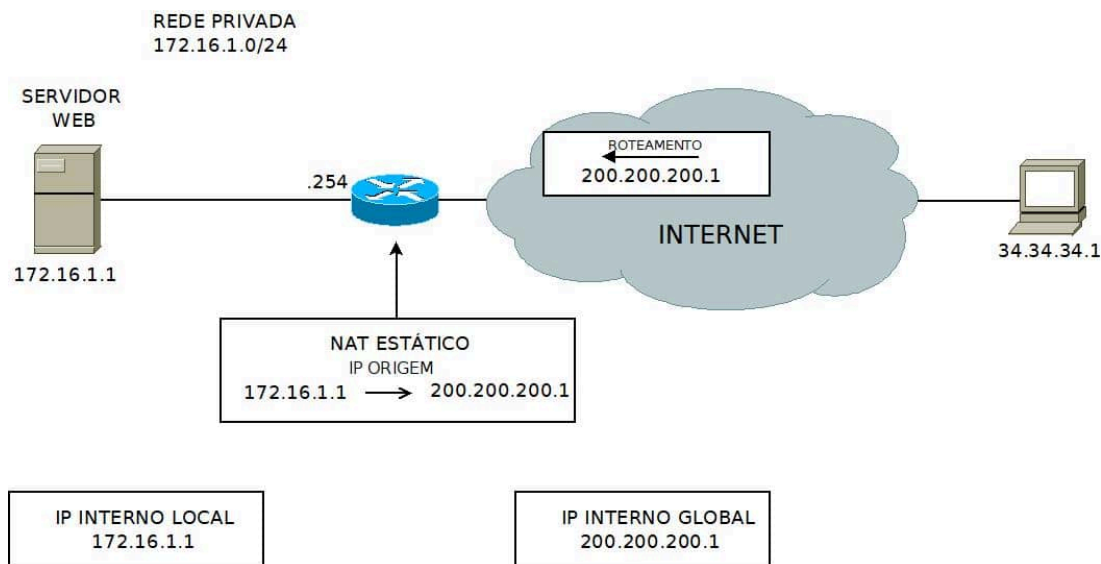 REDE PRIVADA
172.16.1.0/24
SERVIDOR
WEB
172.16.1.1
.254
ROTEAMENTO
200.200.200.1
INTERNET
34.34.34.1
NAT ESTÁTICO
IP ORIGEM
172.16.1.1 200.200.200.1
IP INTERNO LOCAL
172.16.1.1
IP INTERNO GLOBAL
200.200.200.1